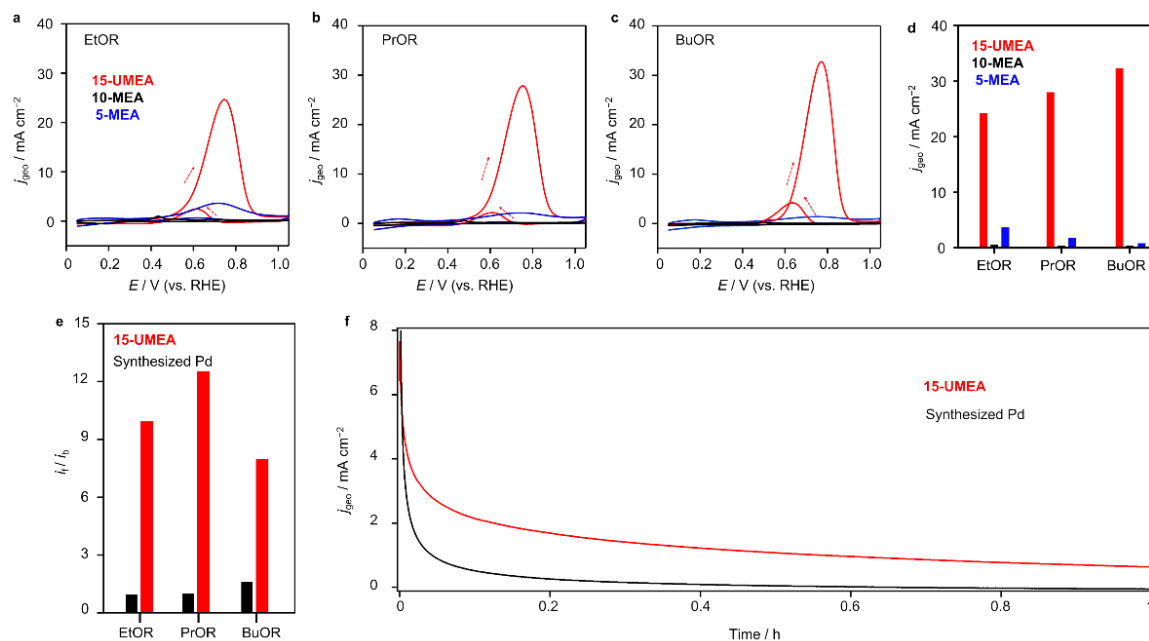 a
EtOR
15-UMEA
10-MEA
5-MEA
40
30
20
10
0
j_geo / mA cm⁻²
0
0.2
0.4
0.6
0.8
1.0
E / V (vs. RHE)
b
PrOR
40
30
20
10
0
j_geo / mA cm⁻²
0
0.2
0.4
0.6
0.8
1.0
E / V (vs. RHE)
c
BuOR
40
30
20
10
0
j_geo / mA cm⁻²
0
0.2
0.4
0.6
0.8
1.0
E / V (vs. RHE)
d
15-UMEA
10-MEA
5-MEA
40
30
20
10
0
j_geo / mA cm⁻²
EtOR PrOR BuOR
e
15-UMEA
Synthesized Pd
15
12
9
6
3
0
i_f / i_b
EtOR PrOR BuOR
f
15-UMEA
Synthesized Pd
8
6
4
2
0
j_geo / mA cm⁻²
0
0.2
0.4
0.6
0.8
1
Time / h